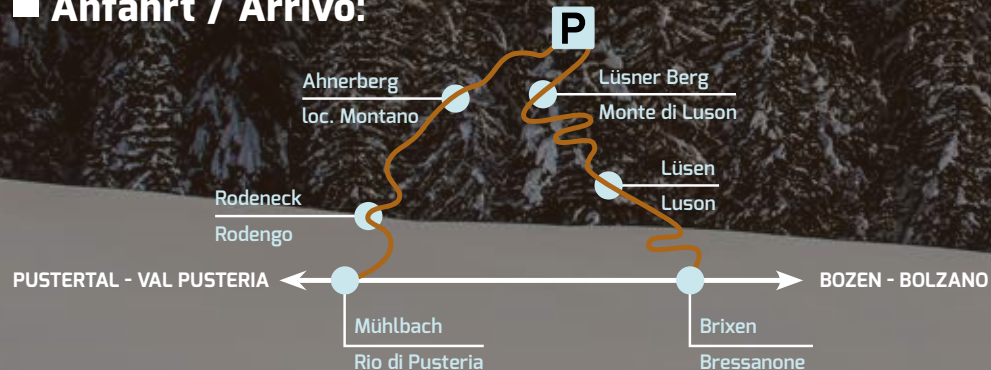 Anfahrt / Arrivo:
P
Ahnerberg
loc. Montano
Lüsner Berg
Monte di Luson
Lüsen
Luson
Rodeneck
Rodengo
PUSTERTAL - VAL PUSTERIA
BOZEN - BOLZANO
Mühlbach
Rio di Pusteria
Brixen
Bressanone